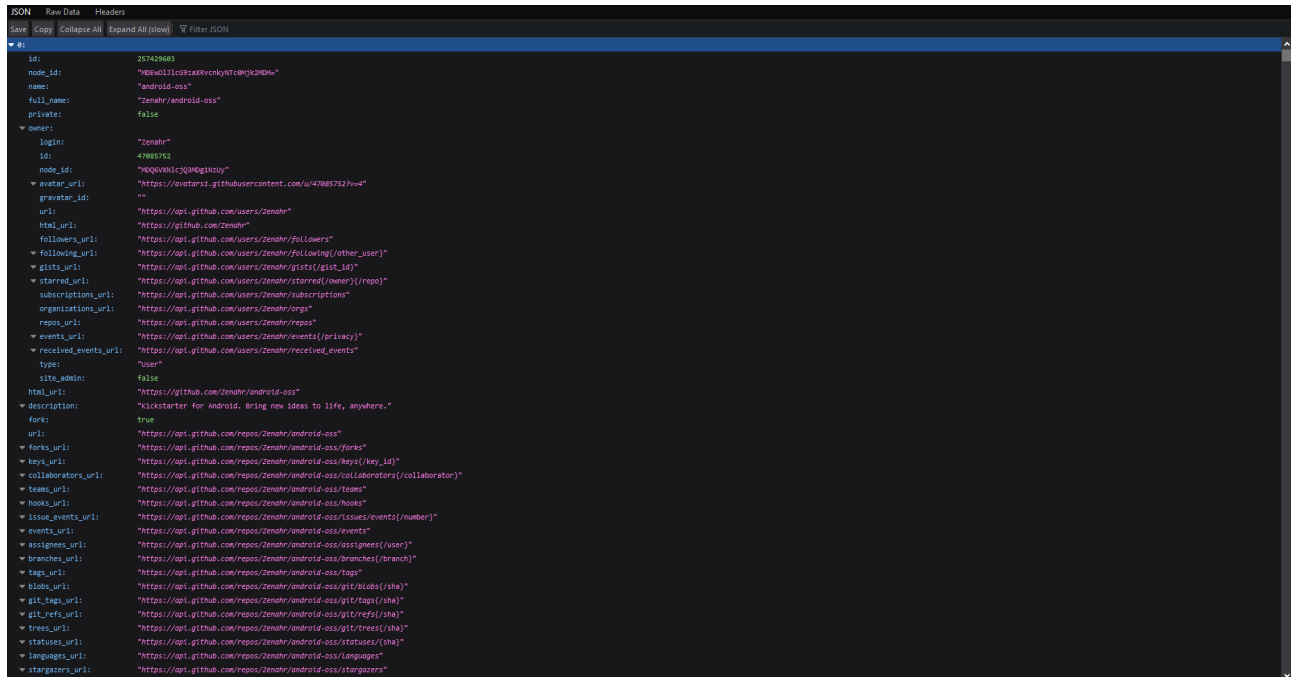 JSON Raw Data Headers
Save Copy Collapse All Expand All (slow) Filter JSON
0:
id: 257429603
node_id: "MDEwOlJlcG9zaXRvcnkyNTc0Mjk2MDM="
name: "android-oss"
full_name: "Zenahr/android-oss"
private: false
owner:
login: "Zenahr"
id: 47085752
node_id: "MDQ6VXNlcjQ3MDg1NzUy"
avatar_url: "https://avatars1.githubusercontent.com/u/47085752?v=4"
gravatar_id: ""
url: "https://api.github.com/users/Zenahr"
html_url: "https://github.com/Zenahr"
followers_url: "https://api.github.com/users/Zenahr/followers"
following_url: "https://api.github.com/users/Zenahr/following{/other_user}"
gists_url: "https://api.github.com/users/Zenahr/gists{/gist_id}"
starred_url: "https://api.github.com/users/Zenahr/starred{/owner}{/repo}"
subscriptions_url: "https://api.github.com/users/Zenahr/subscriptions"
organizations_url: "https://api.github.com/users/Zenahr/orgs"
repos_url: "https://api.github.com/users/Zenahr/repos"
events_url: "https://api.github.com/users/Zenahr/events{/privacy}"
received_events_url: "https://api.github.com/users/Zenahr/received_events"
type: "User"
site_admin: false
html_url: "https://github.com/Zenahr/android-oss"
description: "Kickstarter for Android. Bring new ideas to life, anywhere."
fork: true
url: "https://api.github.com/repos/Zenahr/android-oss"
forks_url: "https://api.github.com/repos/Zenahr/android-oss/forks"
keys_url: "https://api.github.com/repos/Zenahr/android-oss/keys{/key_id}"
collaborators_url: "https://api.github.com/repos/Zenahr/android-oss/collaborators{/collaborator}"
teams_url: "https://api.github.com/repos/Zenahr/android-oss/teams"
hooks_url: "https://api.github.com/repos/Zenahr/android-oss/hooks"
issue_events_url: "https://api.github.com/repos/Zenahr/android-oss/issues/events{/number}"
events_url: "https://api.github.com/repos/Zenahr/android-oss/events"
assignees_url: "https://api.github.com/repos/Zenahr/android-oss/assignees{/user}"
branches_url: "https://api.github.com/repos/Zenahr/android-oss/branches{/branch}"
tags_url: "https://api.github.com/repos/Zenahr/android-oss/tags"
blobs_url: "https://api.github.com/repos/Zenahr/android-oss/git/blobs{/sha}"
git_tags_url: "https://api.github.com/repos/Zenahr/android-oss/git/tags{/sha}"
git_refs_url: "https://api.github.com/repos/Zenahr/android-oss/git/refs{/sha}"
trees_url: "https://api.github.com/repos/Zenahr/android-oss/git/trees{/sha}"
statuses_url: "https://api.github.com/repos/Zenahr/android-oss/statuses/{sha}"
languages_url: "https://api.github.com/repos/Zenahr/android-oss/languages"
stargazers_url: "https://api.github.com/repos/Zenahr/android-oss/stargazers"